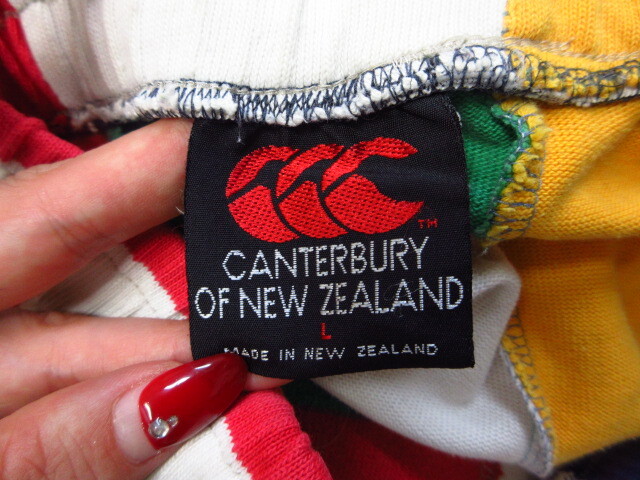 TM
CANTERBURY
OF NEW ZEALAND
L
MADE IN NEW ZEALAND